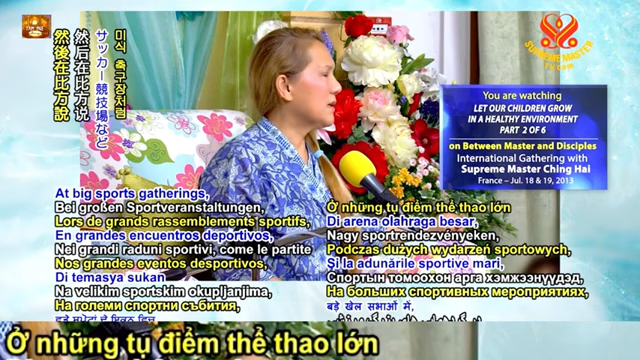 SUPREME MASTER
TV.COM
然後在比方說
然后在比方说
サッカー競技場など
미식 축구장처럼
You are watching
LET OUR CHILDREN GROW
IN A HEALTHY ENVIRONMENT
PART 2 OF 6
on Between Master and Disciples
International Gathering with
Supreme Master Ching Hai
France – Jul. 18 & 19, 2013
At big sports gatherings,
Bei großen Sportveranstaltungen,
Lors de grands rassemblements sportifs,
En grandes encuentros deportivos,
Nei grandi raduni sportivi, come le partite
Nos grandes eventos desportivos,
Di temasya sukan
Na velikim sportskim okupljanjima,
На големи спортни събития,
Ở những tụ điểm thể thao lớn
Di arena olahraga besar,
Nagy sportrendezvényeken,
Podczas dużych wydarzeń sportowych,
Şi la adunările sportive mari,
Спортын томоохон арга хэмжээнүүдэд,
На больших спортивных мероприятиях,
बड़े खेल सभाओं में,
Ở những tụ điểm thể thao lớn